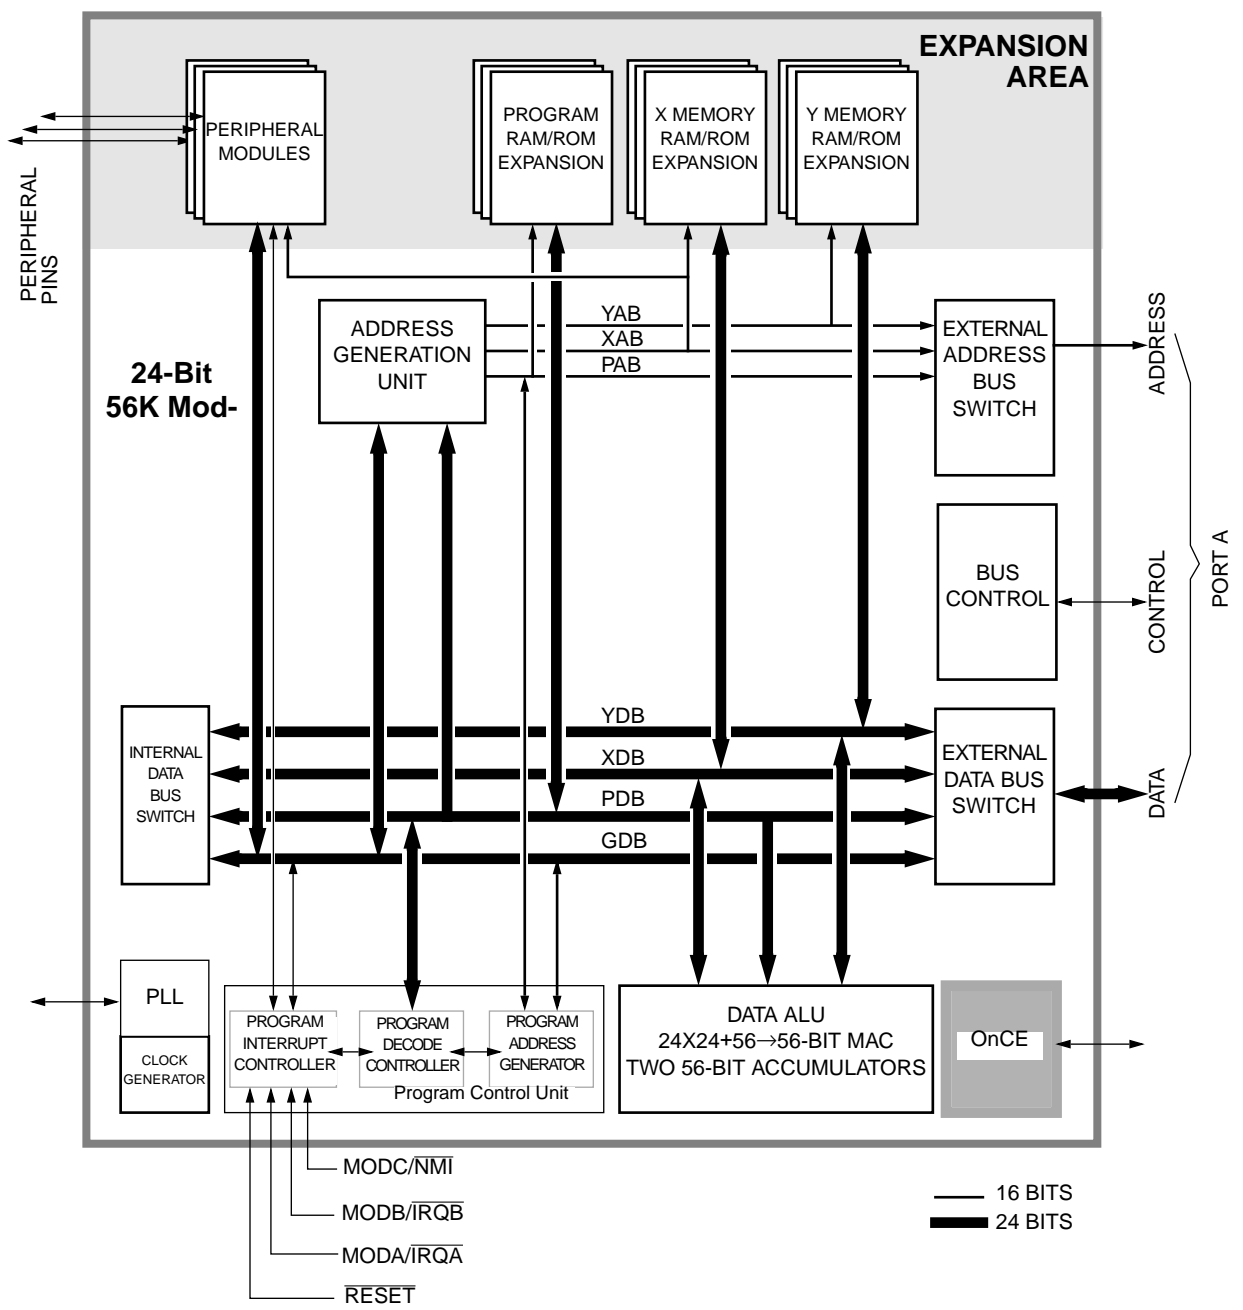 EXPANSION
AREA
PERIPHERAL
MODULES
PROGRAM
RAM/ROM
EXPANSION
X MEMORY
RAM/ROM
EXPANSION
Y MEMORY
RAM/ROM
EXPANSION
PERIPHERAL
PINS
24-Bit
56K Mod-
ADDRESS
GENERATION
UNIT
YAB
XAB
PAB
EXTERNAL
ADDRESS
BUS
SWITCH
ADDRESS
BUS
CONTROL
CONTROL
PORT A
INTERNAL
DATA
BUS
SWITCH
YDB
XDB
PDB
GDB
EXTERNAL
DATA BUS
SWITCH
DATA
PLL
CLOCK
GENERATOR
PROGRAM
INTERRUPT
CONTROLLER
PROGRAM
DECODE
CONTROLLER
PROGRAM
ADDRESS
GENERATOR
Program Control Unit
DATA ALU
24X24+56→56-BIT MAC
TWO 56-BIT ACCUMULATORS
OnCE
MODC/N̅M̅I̅
MODB/I̅R̅Q̅B̅
MODA/I̅R̅Q̅A̅
R̅E̅S̅E̅T̅
16 BITS
24 BITS